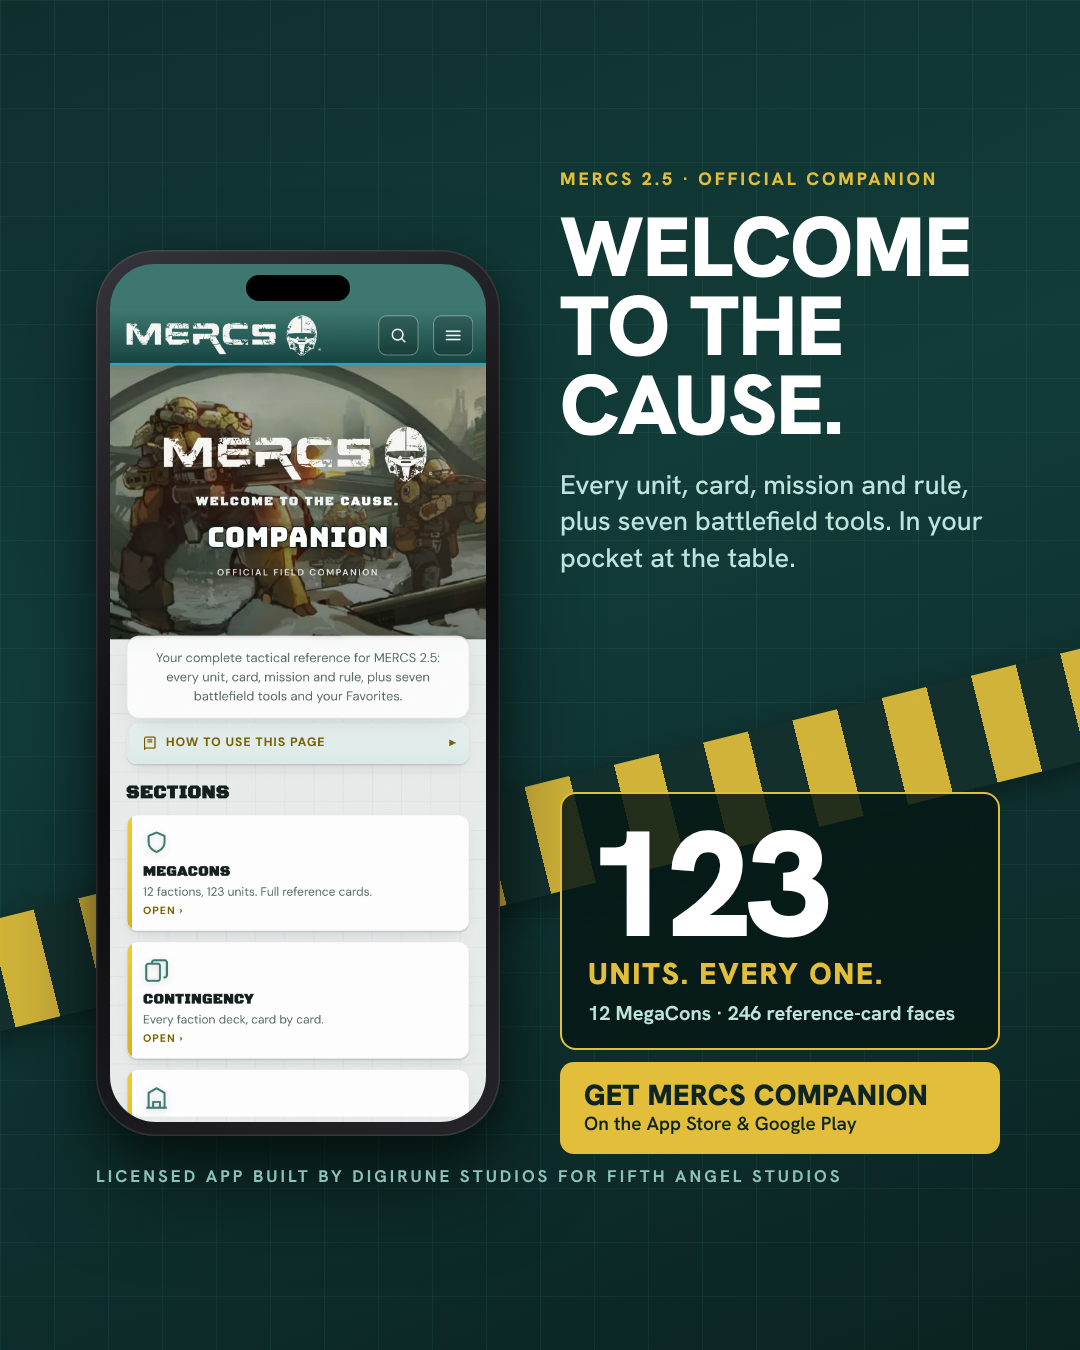 MERCS 2.5 · OFFICIAL COMPANION
WELCOME
TO THE
CAUSE.
Every unit, card, mission and rule,
plus seven battlefield tools. In your
pocket at the table.
MERCS
MERCS
WELCOME TO THE CAUSE.
COMPANION
OFFICIAL FIELD COMPANION
Your complete tactical reference for MERCS 2.5:
every unit, card, mission and rule, plus seven
battlefield tools and your Favorites.
HOW TO USE THIS PAGE
SECTIONS
MEGACONS
12 factions, 123 units. Full reference cards.
OPEN ›
CONTINGENCY
Every faction deck, card by card.
OPEN ›
123
UNITS. EVERY ONE.
12 MegaCons · 246 reference-card faces
GET MERCS COMPANION
On the App Store & Google Play
LICENSED APP BUILT BY DIGIRUNE STUDIOS FOR FIFTH ANGEL STUDIOS